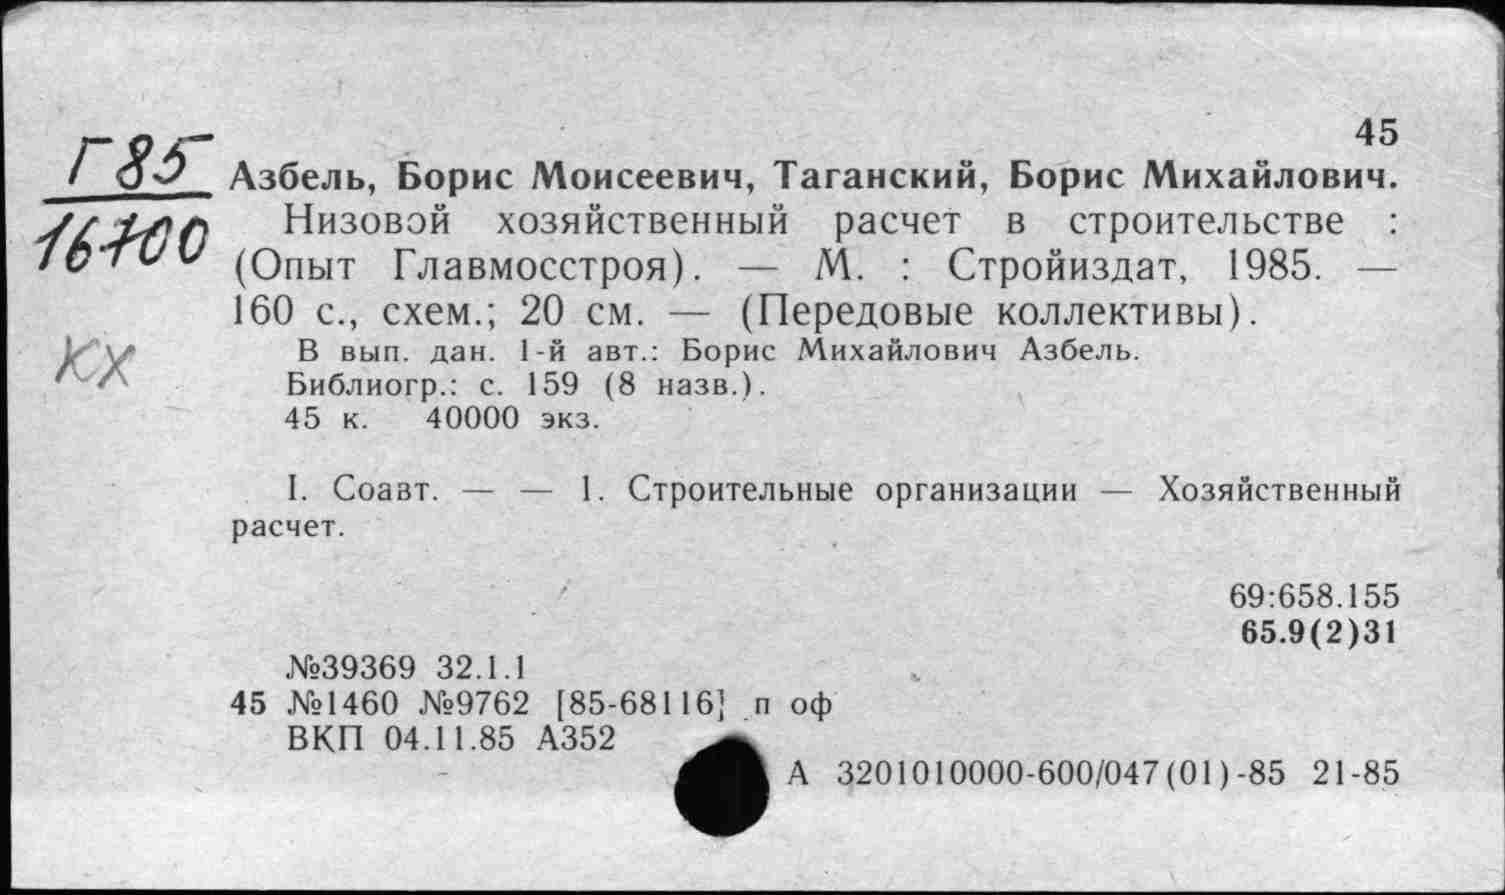 45
Г85
16700
КХ
Азбель, Борис Моисеевич, Таганский, Борис Михайлович.
Низовой хозяйственный расчет в строительстве :
(Опыт Главмосстроя). — М. : Стройиздат, 1985. —
160 с., схем.; 20 см. — (Передовые коллективы).
В вып. дан. 1-й авт.: Борис Михайлович Азбель.
Библиогр.: с. 159 (8 назв.).
45 к. 40000 экз.
I. Соавт. — — 1. Строительные организации — Хозяйственный
расчет.
69:658.155
65.9(2)31
№39369 32.1.1
45 №1460 №9762 [85-68116] п оф
ВКП 04.11.85 А352
А 3201010000-600/047(01)-85 21-85